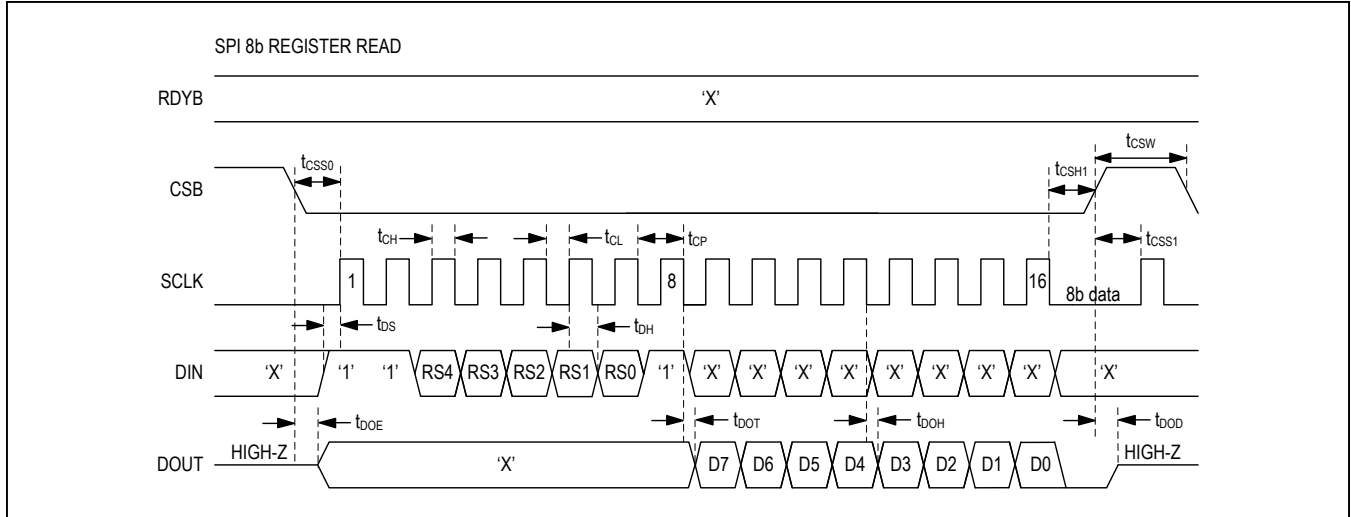 SPI 8b REGISTER READ
RDYB ‘X’
tCSW
tCSS0 tCSH1
CSB
tCH tCL tCP tCSS1
SCLK 1 8 16 8b data
tDS tDH
DIN ‘X’ ‘1’ ‘1’ RS4 RS3 RS2 RS1 RS0 ‘1’ ‘X’ ‘X’ ‘X’ ‘X’ ‘X’ ‘X’ ‘X’ ‘X’ ‘X’
tDOE tDOT tDOH tDOD
DOUT HIGH-Z ‘X’ D7 D6 D5 D4 D3 D2 D1 D0 HIGH-Z